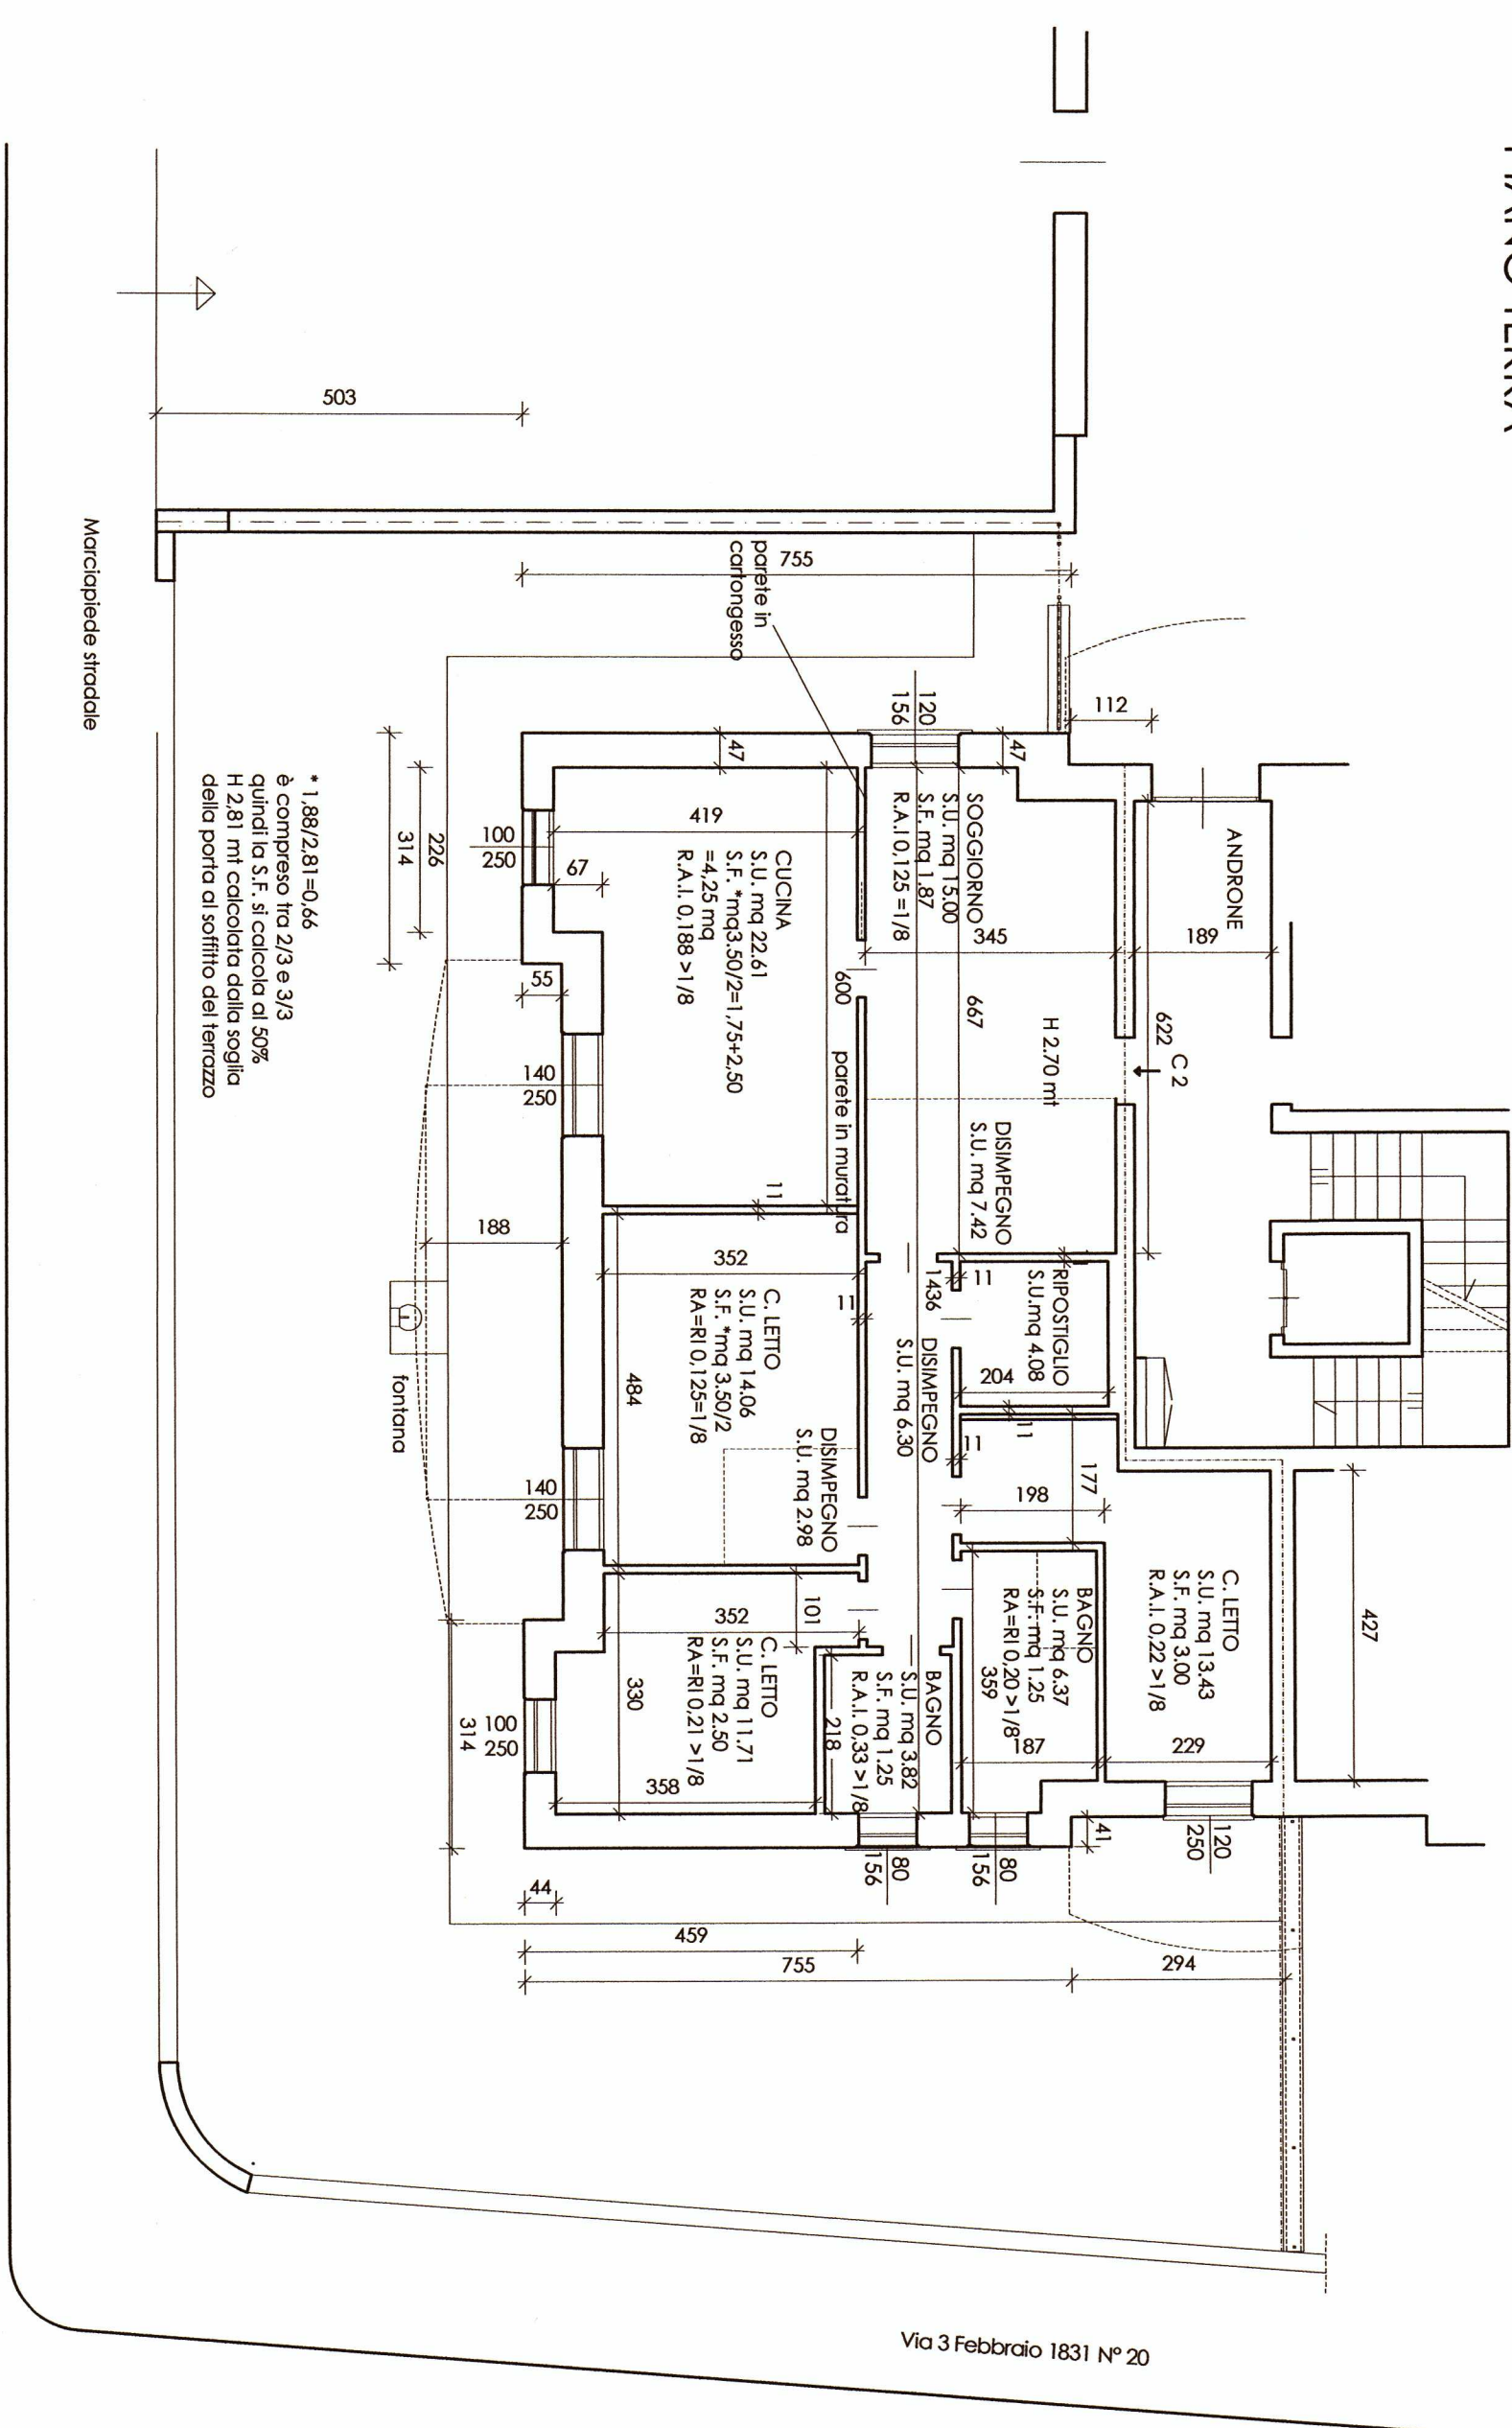 PIANO TERRA
ANDRONE
112
189
622
C 2
427
755
503
parete in
cartongesso
120
156
47
47
SOGGIORNO
S.U. mq 15.00
S.F. mq 1.87
R.A.I 0,125 =1/8
345
667
H 2.70 mt
DISIMPEGNO
S.U. mq 7.42
RIPOSTIGLIO
S.U.mq 4.08
204
11
11
11
1436
DISIMPEGNO
S.U. mq 6.30
177
198
C. LETTO
S.U. mq 13.43
S.F. mq 3.00
R.A.I. 0,22 >1/8
229
120
250
BAGNO
S.U. mq 6.37
S.F. mq 1.25
RA=RI 0,20 >1/8
359
187
41
80
156
BAGNO
S.U. mq 3.82
S.F. mq 1.25
R.A.I. 0,33 >1/8
218
80
156
419
CUCINA
S.U. mq 22.61
S.F. *mq3.50/2=1,75+2,50
=4,25 mq
R.A.I. 0,188 >1/8
600
parete in muratura
67
100
250
226
314
55
140
250
11
188
352
11
C. LETTO
S.U. mq 14.06
S.F. *mq 3.50/2
RA=RI 0,125=1/8
484
DISIMPEGNO
S.U. mq 2.98
140
250
fontana
101
352
C. LETTO
S.U. mq 11.71
S.F. mq 2.50
RA=RI 0,21 >1/8
330
358
100
250
314
44
459
755
294
* 1,88/2,81=0,66
è compreso tra 2/3 e 3/3
quindi la S.F. si calcola al 50%
H 2,81 mt calcolata dalla soglia
della porta al soffitto del terrazzo
Marciapiede stradale
Via 3 Febbraio 1831 N° 20